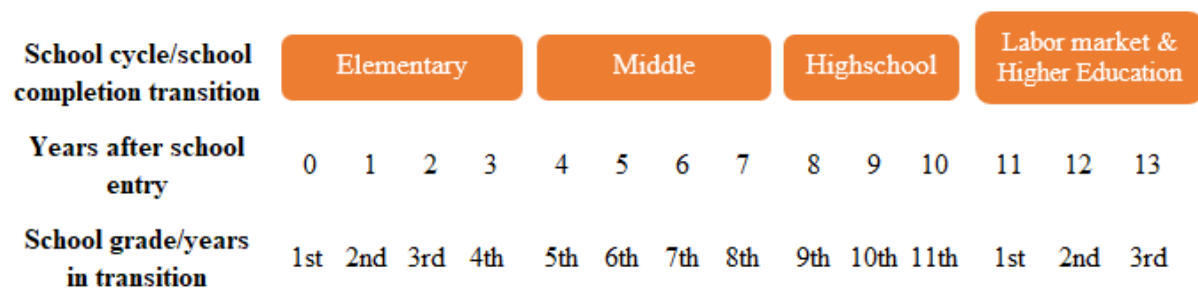 School cycle/school
completion transition
Elementary
Middle
Highschool
Labor market &
Higher Education
Years after school
entry
0 1 2 3 4 5 6 7 8 9 10 11 12 13
School grade/years
in transition
1st 2nd 3rd 4th 5th 6th 7th 8th 9th 10th 11th 1st 2nd 3rd